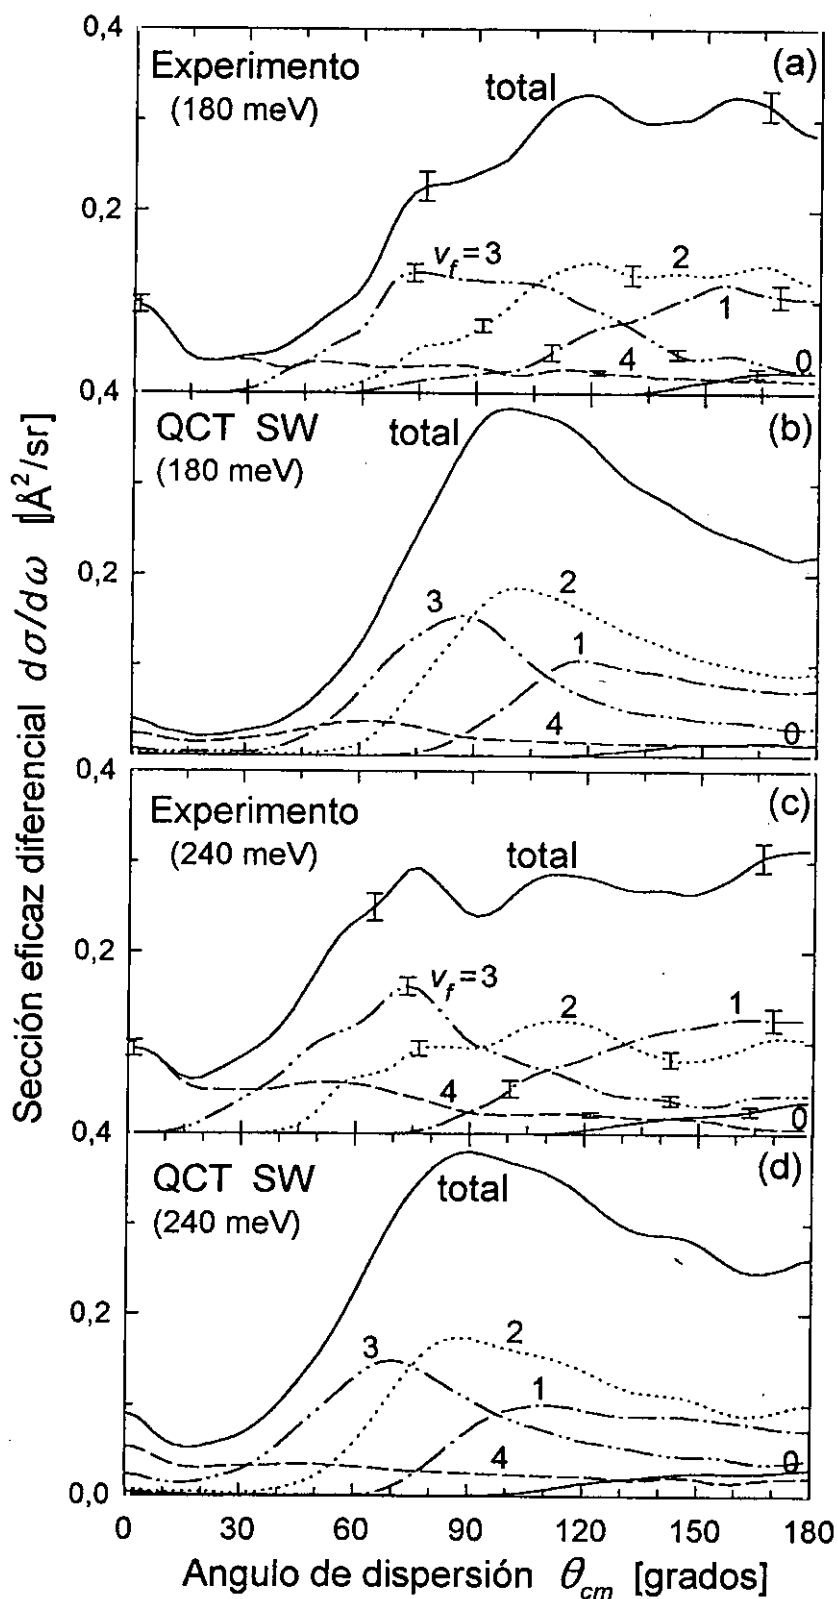 0,4
Experimento
(180 meV)
total
(a)
0,2
v_f=3
2
1
4
0
0,4
QCT SW
(180 meV)
total
(b)
0,2
3
2
1
4
0
0,4
Experimento
(240 meV)
total
(c)
0,2
v_f=3
2
1
4
0
0,4
QCT SW
(240 meV)
total
(d)
0,2
3
2
1
4
0
0,0
0 30 60 90 120 150 180
Angulo de dispersión θcm [grados]
Sección eficaz diferencial dσ/dω [Å²/sr]